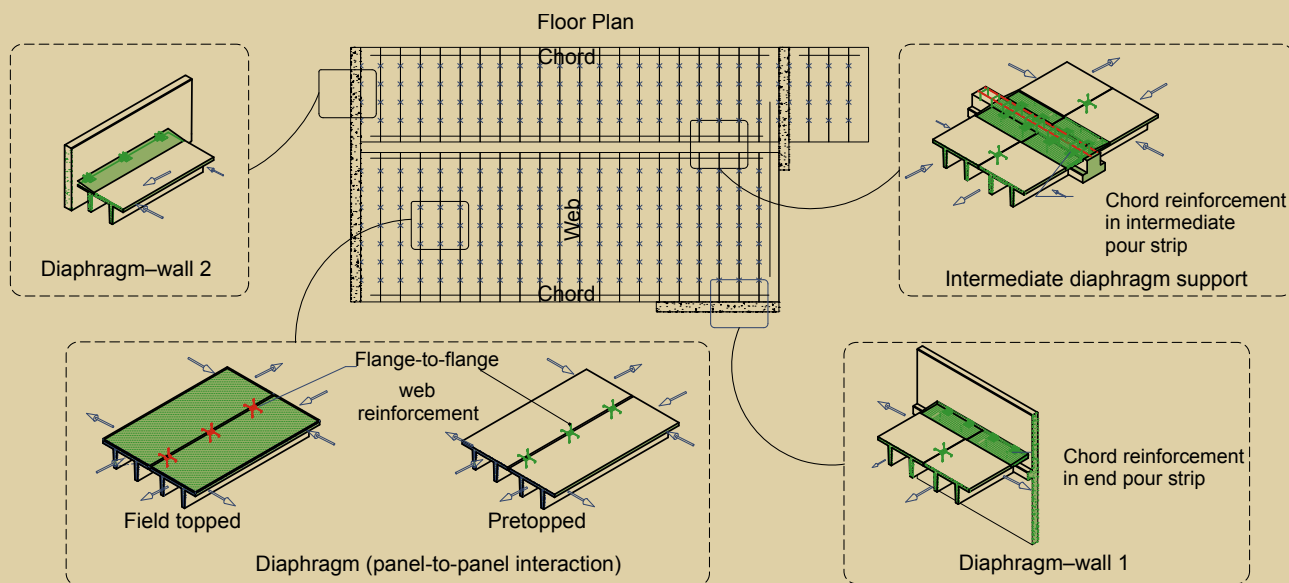 Floor Plan
Chord
Web
Chord
Diaphragm–wall 2
Chord reinforcement
in intermediate
pour strip
Intermediate diaphragm support
Flange-to-flange
web
reinforcement
Field topped
Pretopped
Diaphragm (panel-to-panel interaction)
Chord reinforcement
in end pour strip
Diaphragm–wall 1